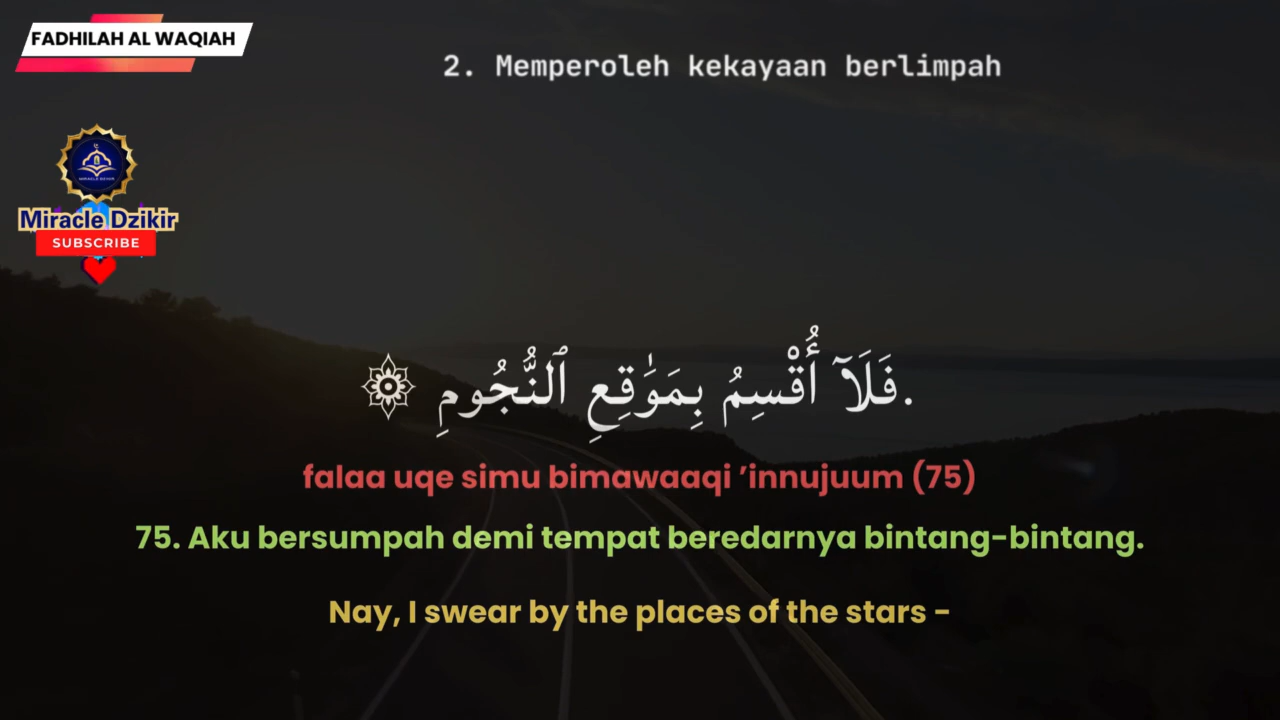 FADHILAH AL WAQIAH
2. Memperoleh kekayaan berlimpah
Miracle Dzikir
SUBSCRIBE
فَلَآ أُقْسِمُ بِمَوَٰقِعِ ٱلنُّجُومِ ۞.
falaa uqe simu bimawaaqi ’innujuum (75)
75. Aku bersumpah demi tempat beredarnya bintang-bintang.
Nay, I swear by the places of the stars -